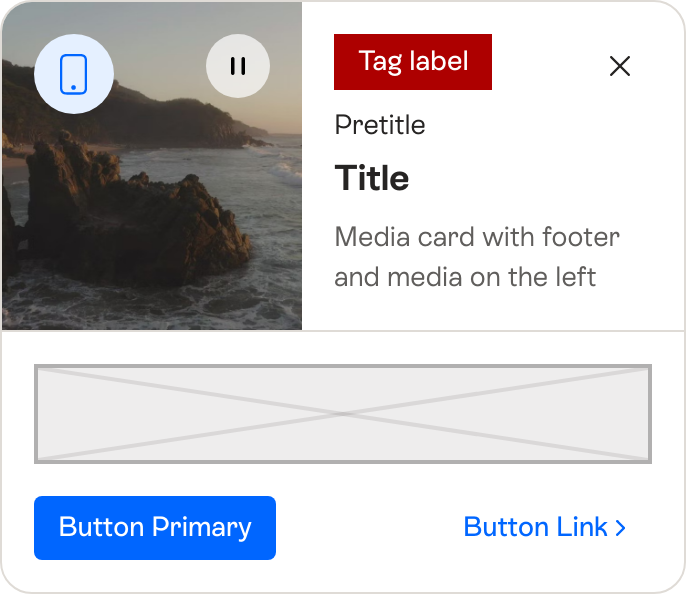 Tag label
Pretitle
Title
Media card with footer
and media on the left
Button Primary
Button Link